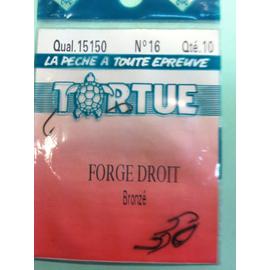 Qual.15150 N°16 Qté.10
LA PECHE A TOUTE EPREUVE
TORTUE
FORGE DROIT
Bronzé